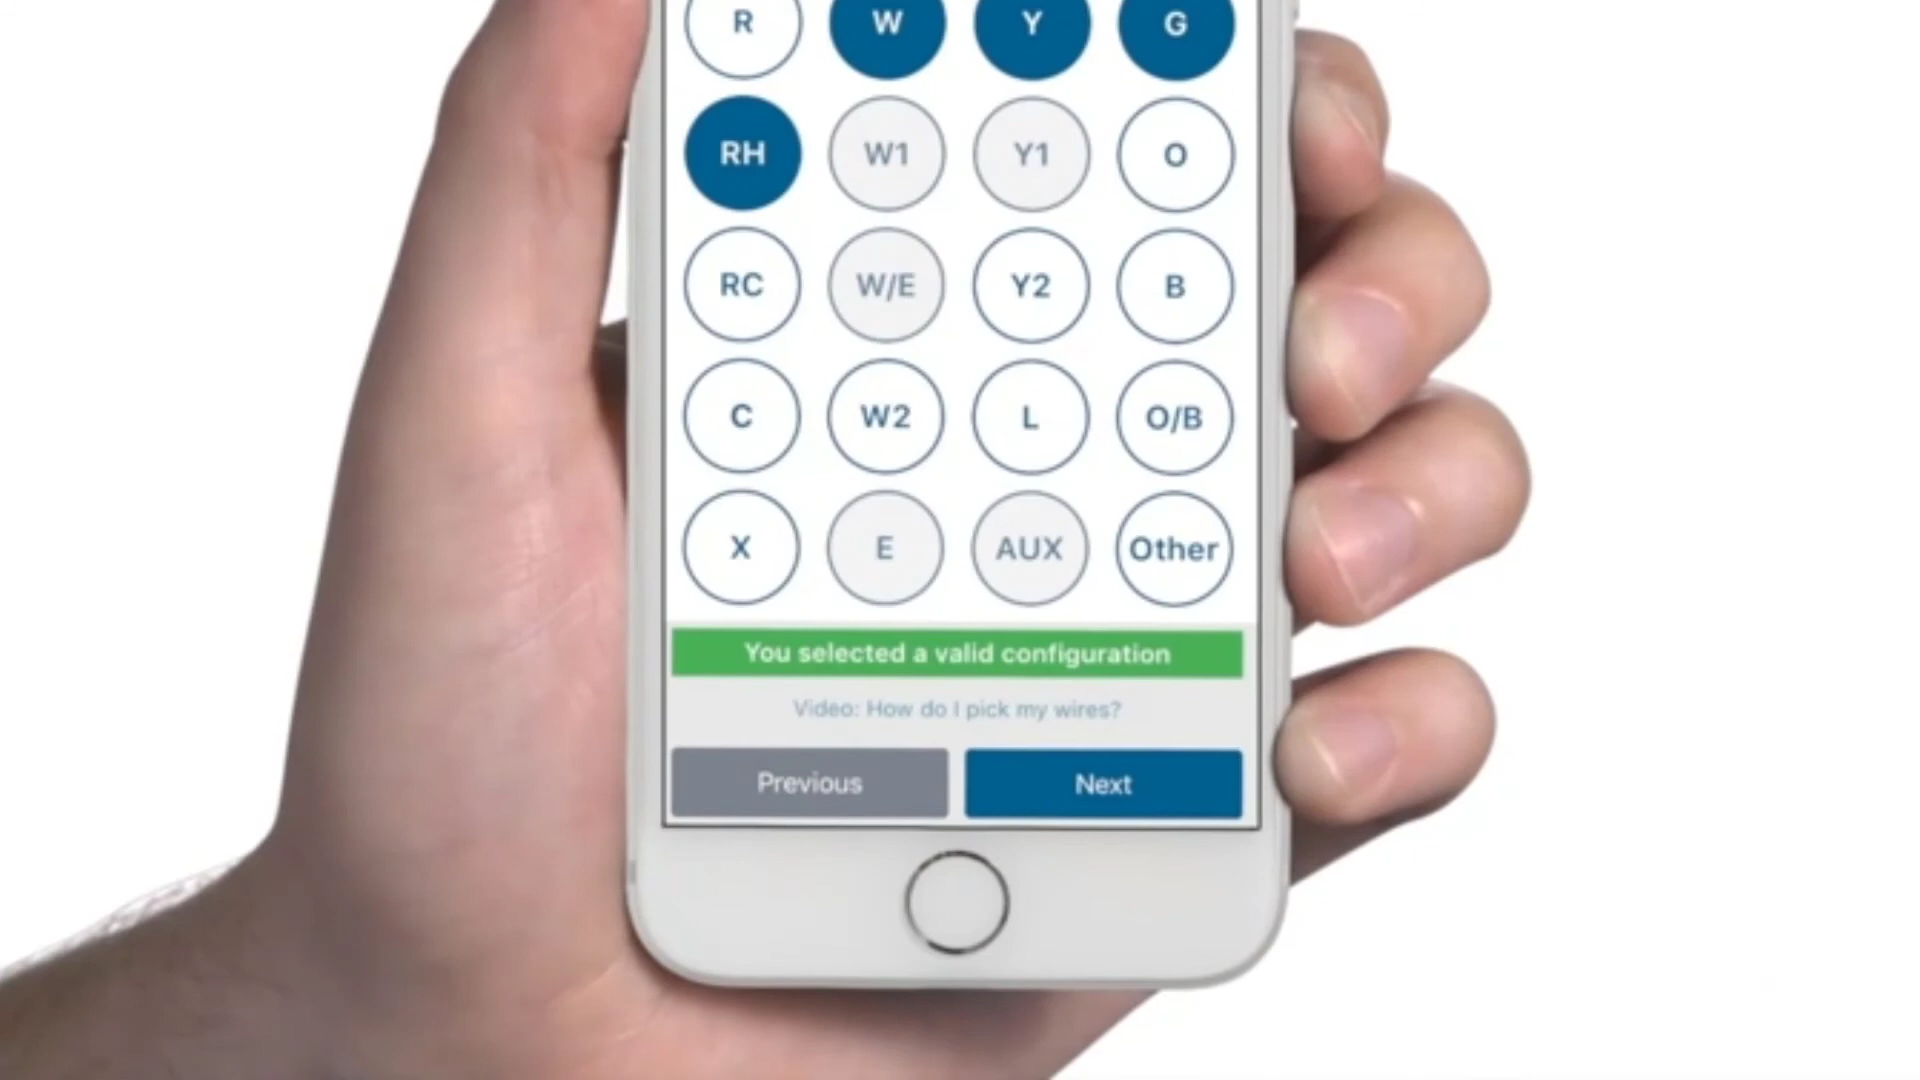 R W Y G
RH W1 Y1 O
RC W/E Y2 B
C W2 L O/B
X E AUX Other
You selected a valid configuration
Video: How do I pick my wires?
Previous Next